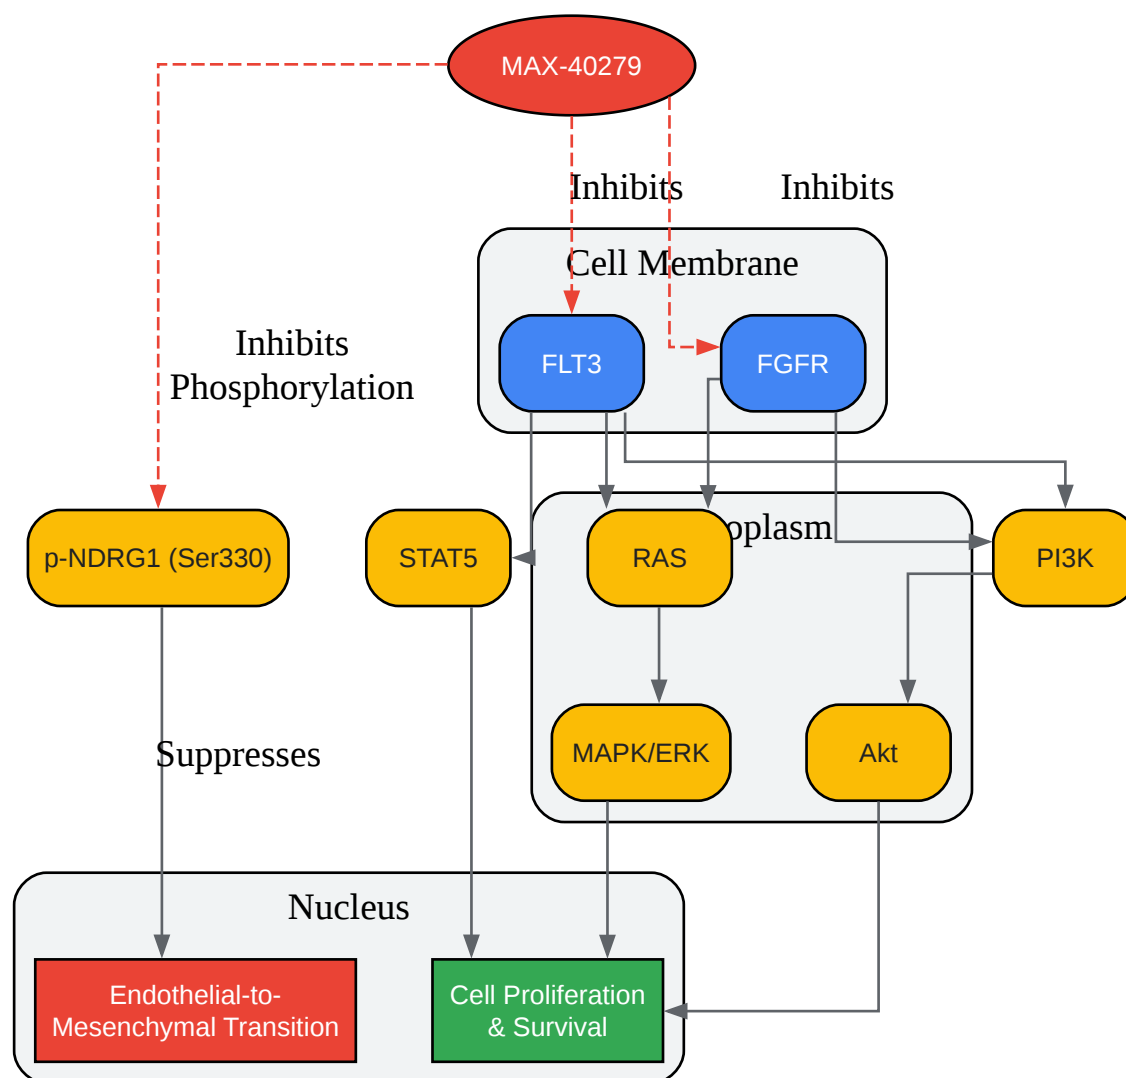 MAX-40279
Inhibits
Inhibits
Cell Membrane
FLT3
FGFR
Inhibits
Phosphorylation
oplasm
p-NDRG1 (Ser330)
STAT5
RAS
PI3K
MAPK/ERK
Akt
Suppresses
Nucleus
Endothelial-to-
Mesenchymal Transition
Cell Proliferation
& Survival